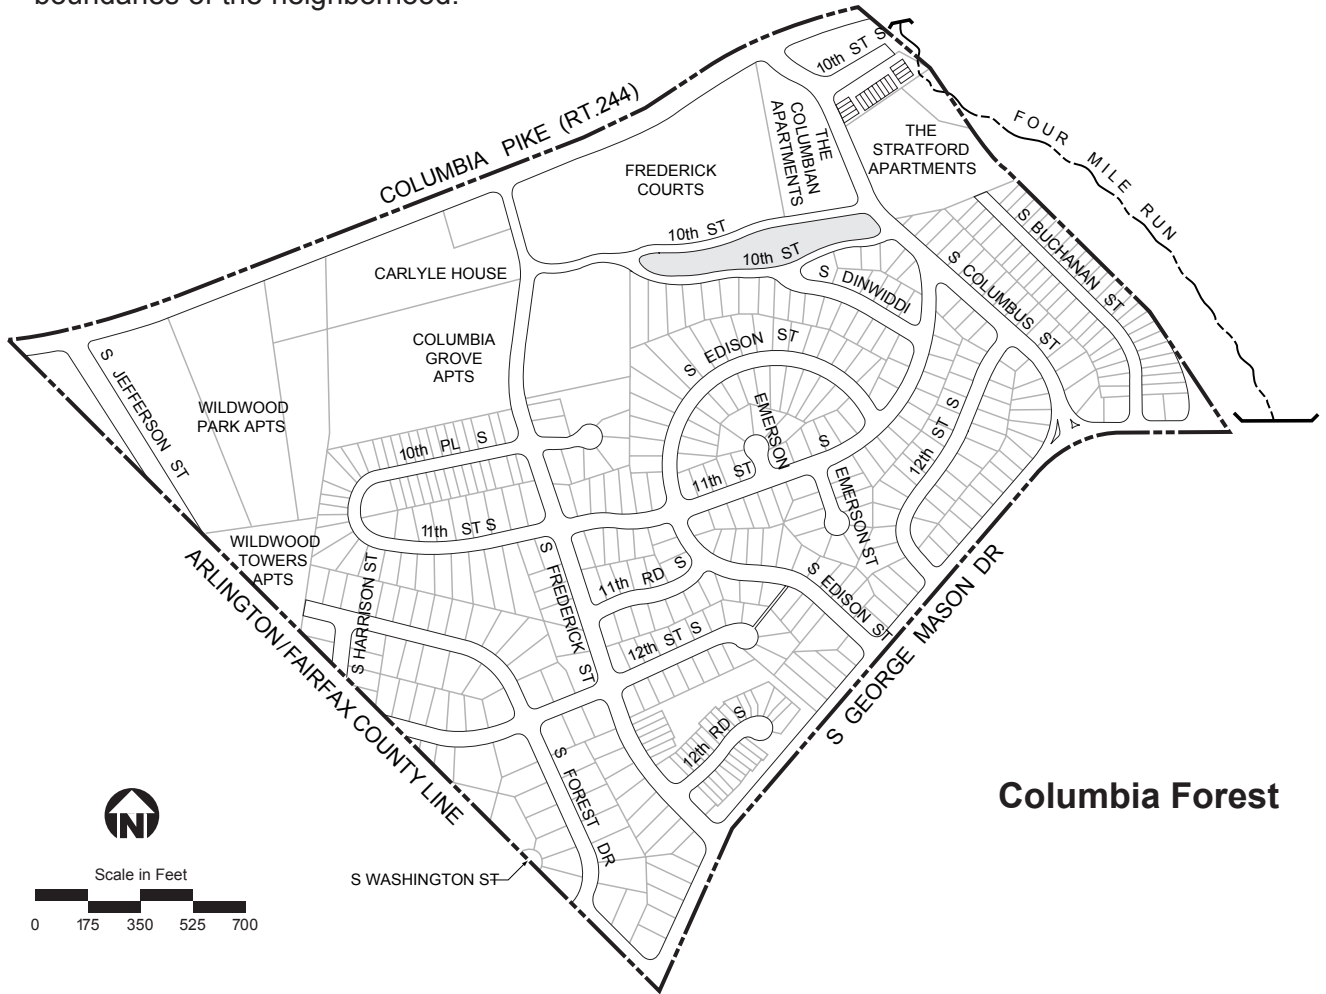 boundaries of the neighborhood.
10th ST S
COLUMBIA PIKE (RT.244)
FOUR MILE RUN
THE
COLUMBIAN
APARTMENTS
THE
STRATFORD
APARTMENTS
FREDERICK
COURTS
S BUCHANAN ST
10th ST
10th ST
CARLYLE HOUSE
S DINWIDDI
S COLUMBUS ST
COLUMBIA
GROVE
APTS
S EDISON ST
S JEFFERSON ST
WILDWOOD
PARK APTS
EMERSON
10th PL S
12th ST S
11th ST S
EMERSON ST
11th ST S
WILDWOOD
TOWERS
APTS
ARLINGTON/FAIRFAX COUNTY LINE
S HARRISON ST
S FREDERICK ST
11th RD S
S EDISON ST
S GEORGE MASON DR
12th ST S
12th RD S
S FOREST DR
Columbia Forest
N
Scale in Feet
0 175 350 525 700
S WASHINGTON ST